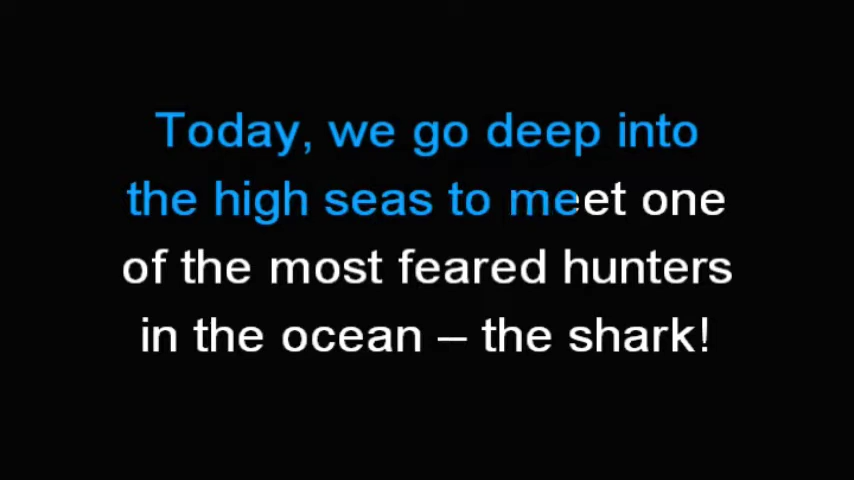 Today, we go deep into
the high seas to meet one
of the most feared hunters
in the ocean – the shark!